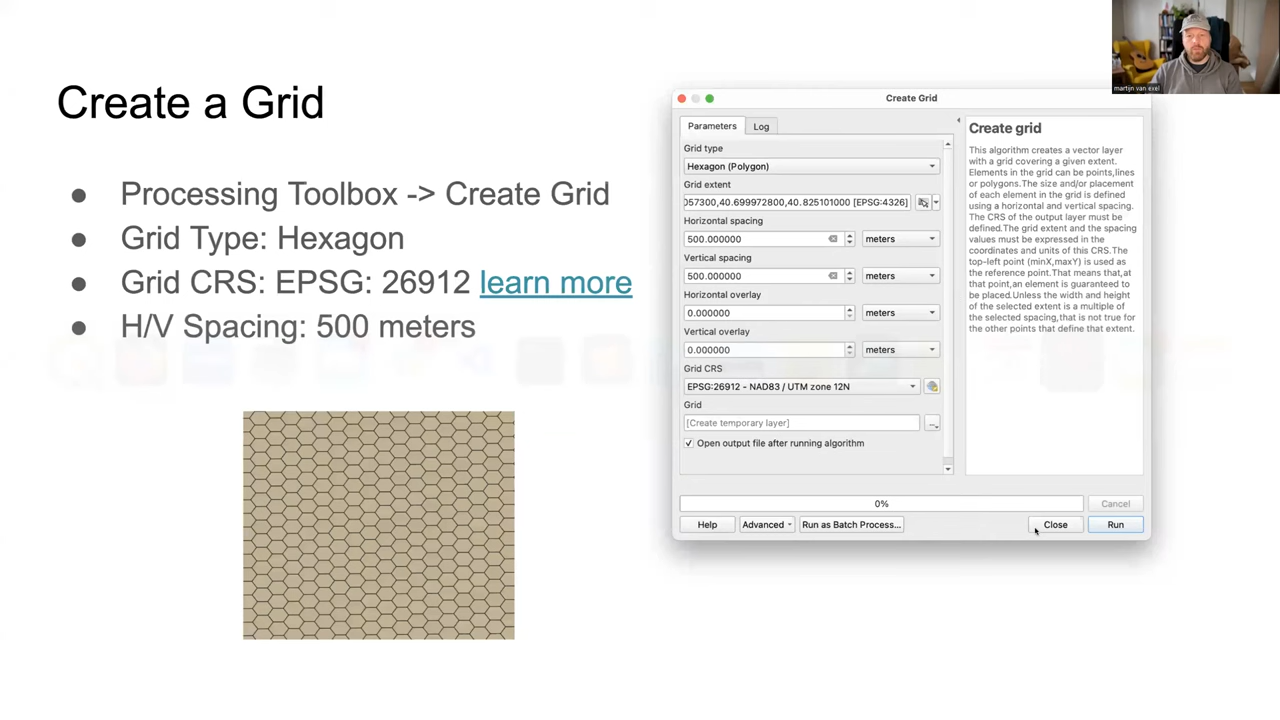 Create a Grid
● Processing Toolbox -> Create Grid
● Grid Type: Hexagon
● Grid CRS: EPSG: 26912 learn more
● H/V Spacing: 500 meters
martijn van exel
Create Grid
Parameters
Log
Grid type
Hexagon (Polygon)
Grid extent
057300,40.699972800,40.825101000 [EPSG:4326]
Horizontal spacing
500.000000
meters
Vertical spacing
500.000000
meters
Horizontal overlay
0.000000
meters
Vertical overlay
0.000000
meters
Grid CRS
EPSG:26912 - NAD83 / UTM zone 12N
Grid
[Create temporary layer]
...
Open output file after running algorithm
Create grid
This algorithm creates a vector layer
with a grid covering a given extent.
Elements in the grid can be points,lines
or polygons.The size and/or placement
of each element in the grid is defined
using a horizontal and vertical spacing.
The CRS of the output layer must be
defined.The grid extent and the spacing
values must be expressed in the
coordinates and units of this CRS.The
top-left point (minX,maxY) is used as
the reference point.That means that,at
that point,an element is guaranteed to
be placed.Unless the width and height
of the selected extent is a multiple of
the selected spacing,that is not true for
the other points that define that extent.
0%
Cancel
Help
Advanced
Run as Batch Process...
Close
Run